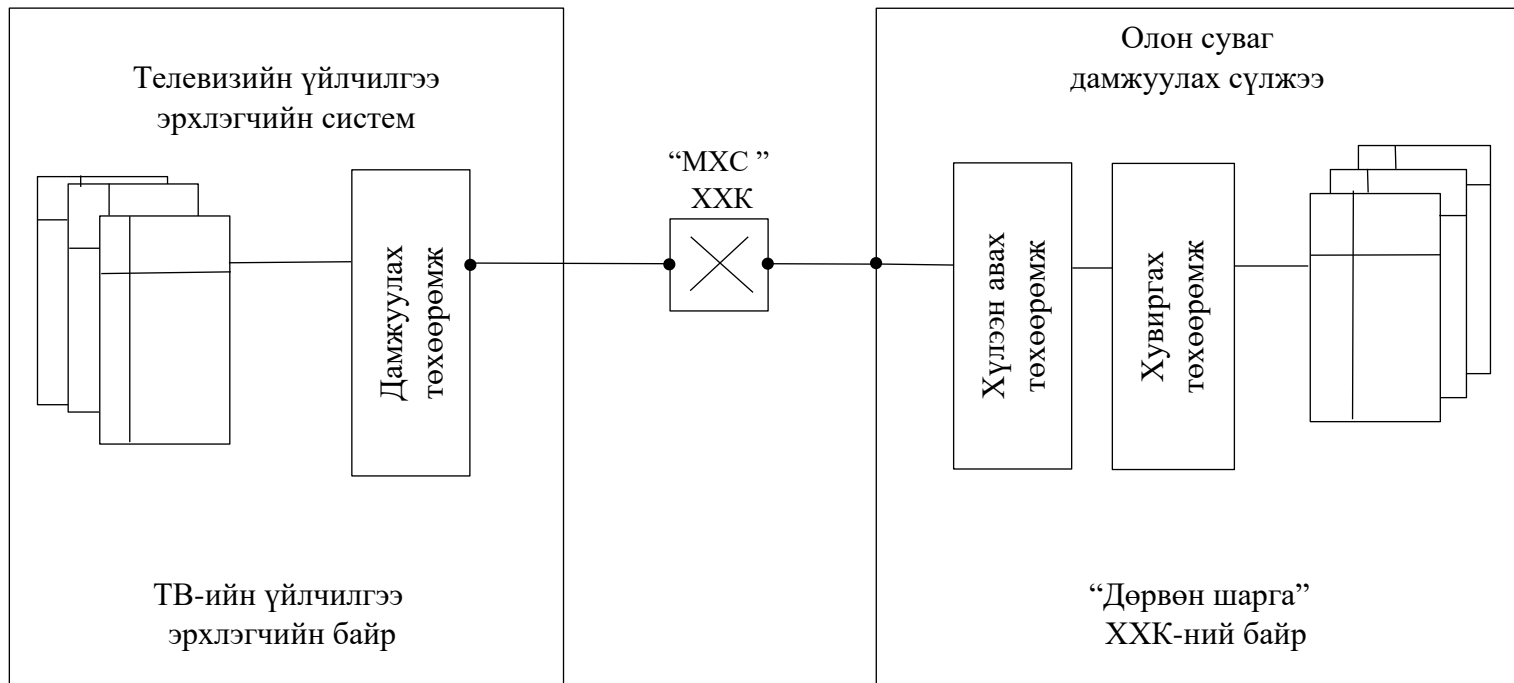 Телевизийн үйлчилгээ
эрхлэгчийн систем
Дамжуулах
төхөөрөмж
ТВ-ийн үйлчилгээ
эрхлэгчийн байр
“МХС ”
ХХК
Олон суваг
дамжуулах сүлжээ
Хүлээн авах
төхөөрөмж
Хувиргах
төхөөрөмж
“Дөрвөн шарга”
ХХК-ний байр